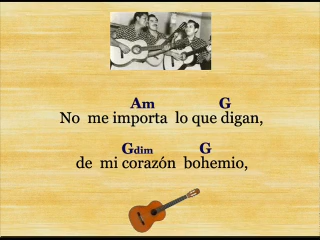 Am G
No me importa lo que digan,
Gdim G
de mi corazón bohemio,